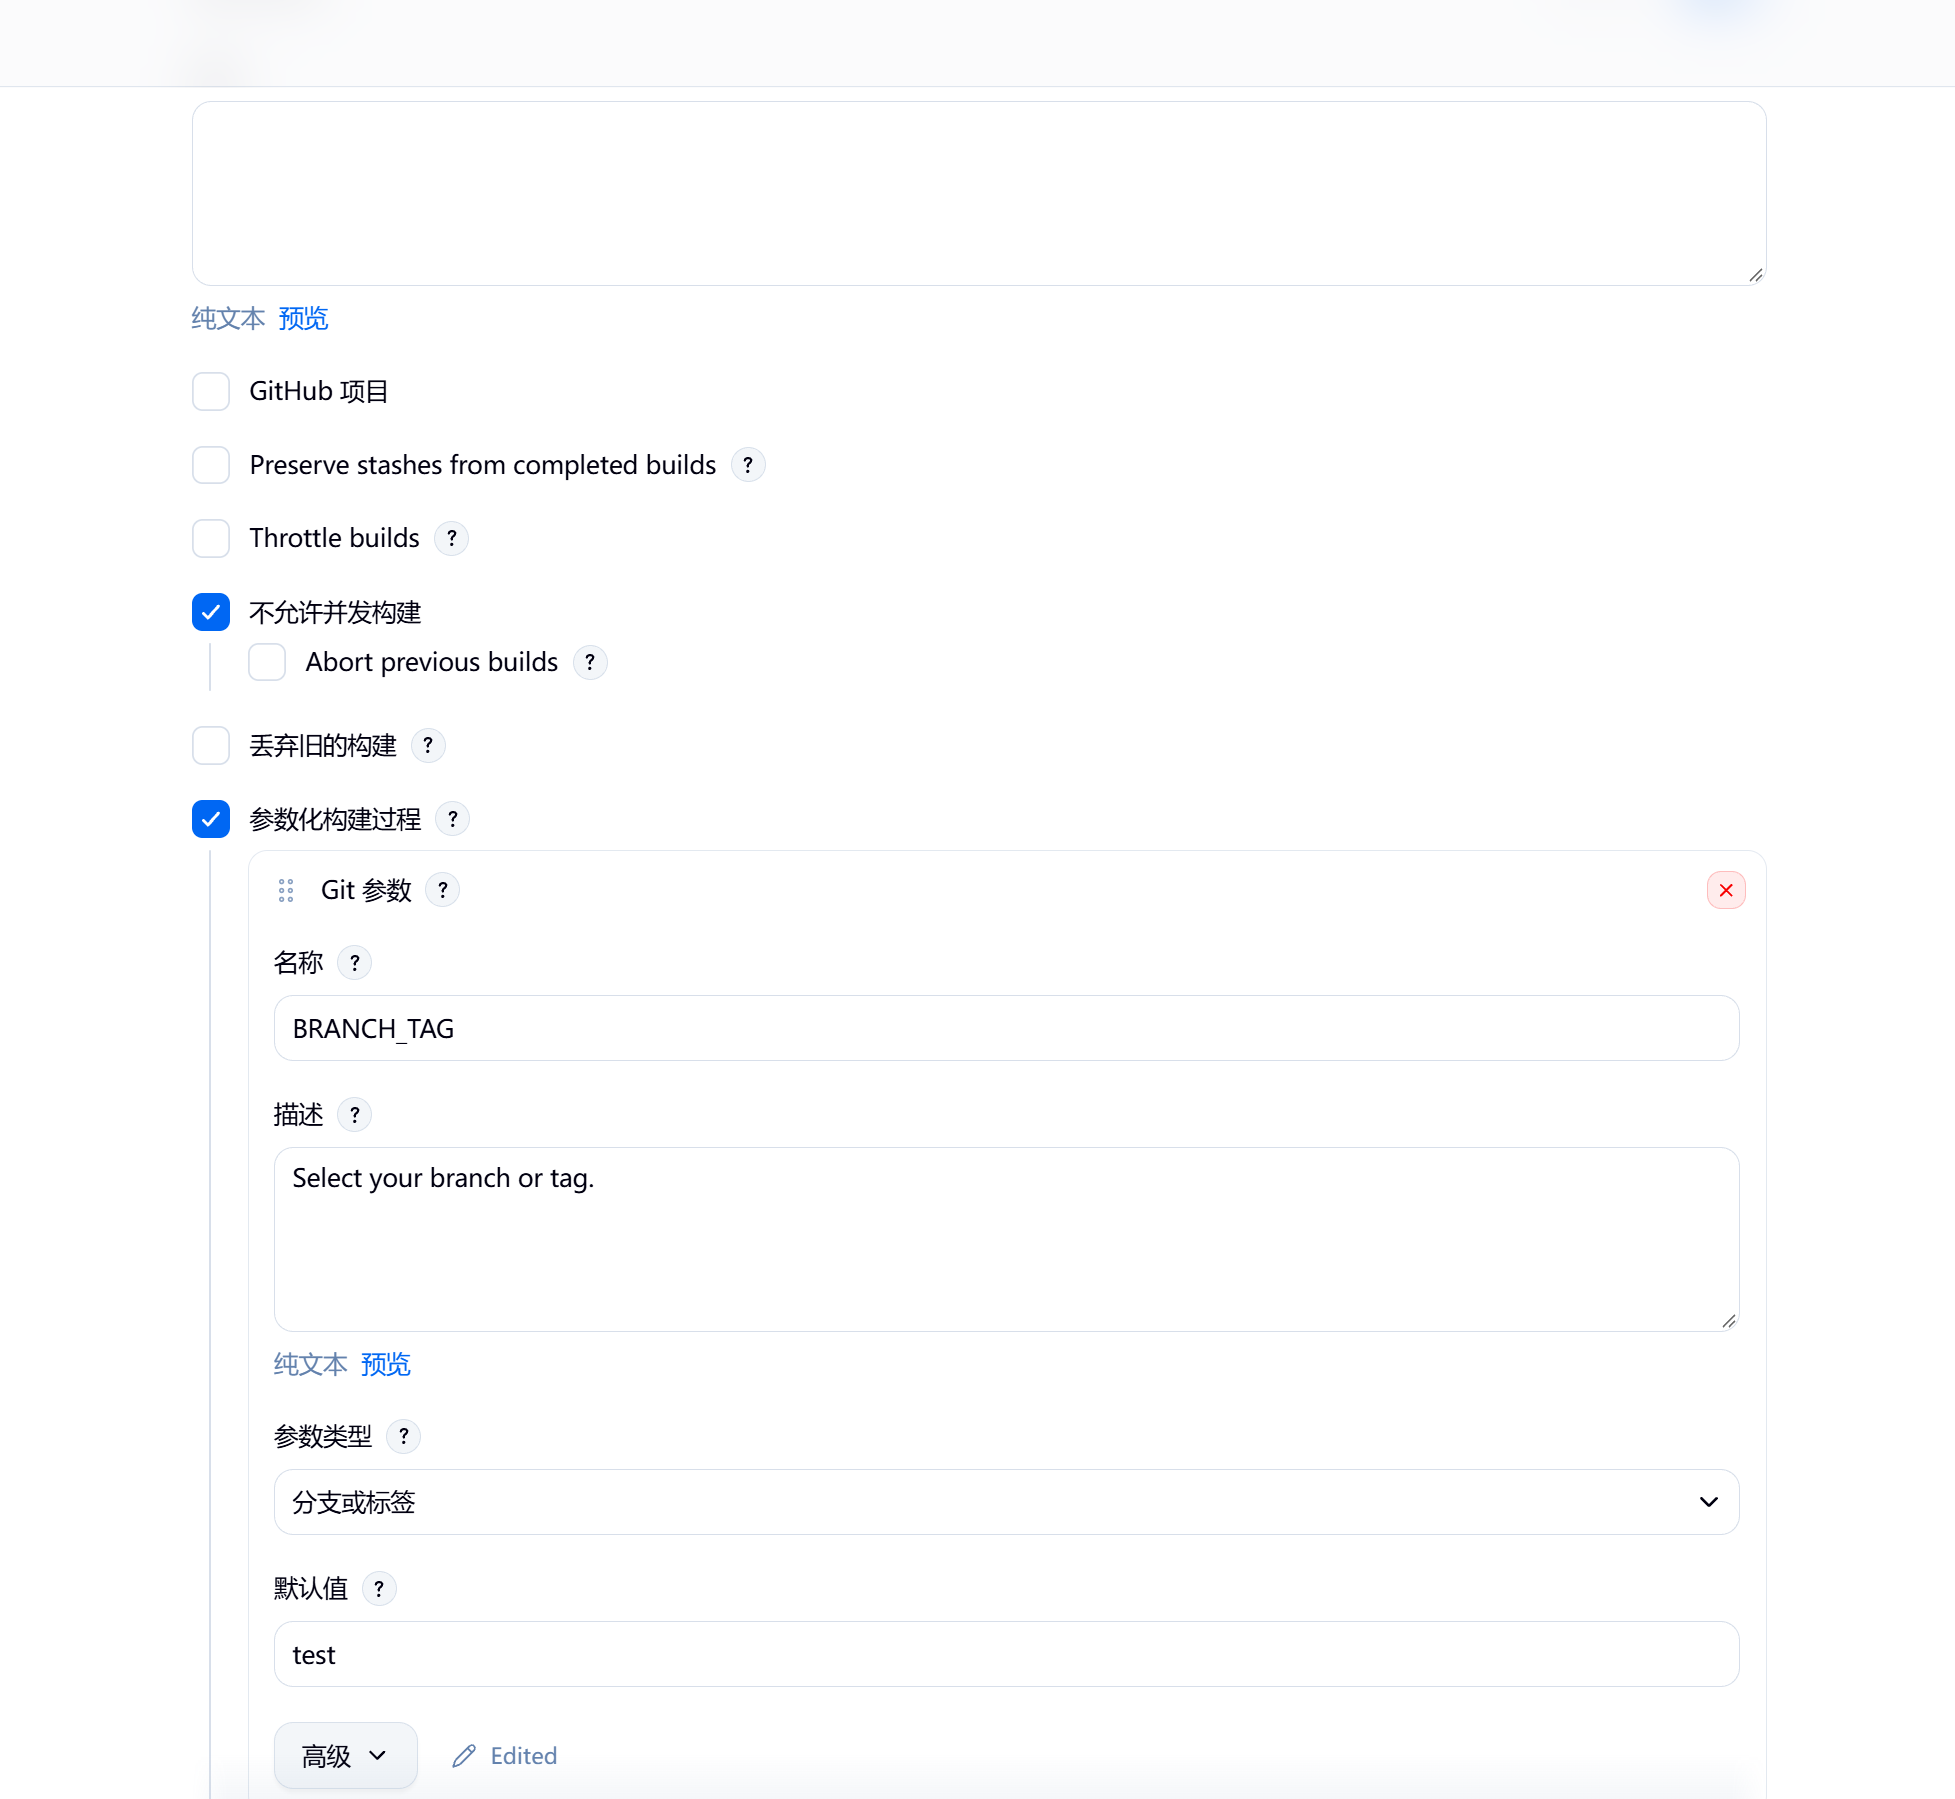 纯文本 预览
GitHub 项目
Preserve stashes from completed builds ?
Throttle builds ?
不允许并发构建
Abort previous builds ?
丢弃旧的构建 ?
参数化构建过程 ?
Git 参数 ?
名称 ?
BRANCH_TAG
描述 ?
Select your branch or tag.
纯文本 预览
参数类型 ?
分支或标签
默认值 ?
test
高级 Edited